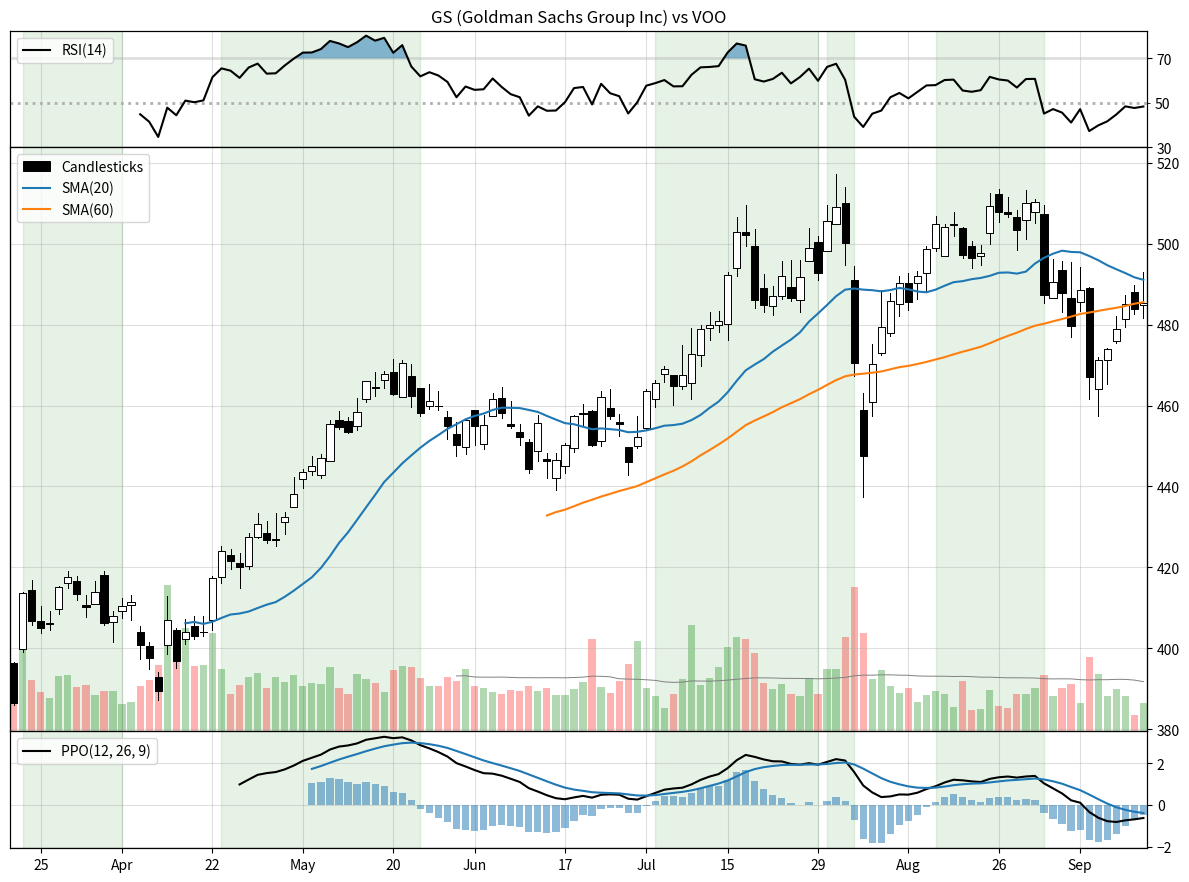 GS (Goldman Sachs Group Inc) vs VOO
RSI(14)
70
50
30
Candlesticks
SMA(20)
SMA(60)
520
500
480
460
440
420
400
380
PPO(12, 26, 9)
2
0
−2
25 Apr 22 May 20 Jun 17 Jul 15 29 Aug 26 Sep